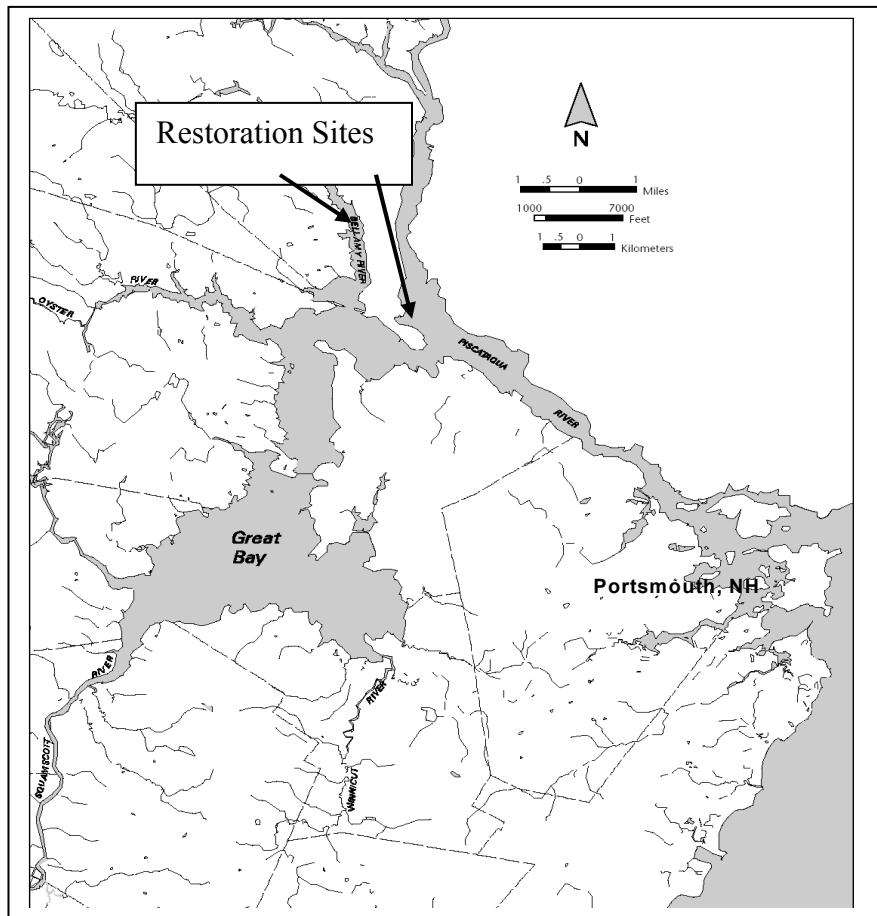 Restoration Sites
N
1 .5 0 1
Miles
1000 7000
Feet
1 .5 0 1
Kilometers
BELLAMY RIVER
OYSTER RIVER
PISCATAQUA RIVER
Great
Bay
Portsmouth, NH
SQUAMSCOTT RIVER
WINNICUT RIVER